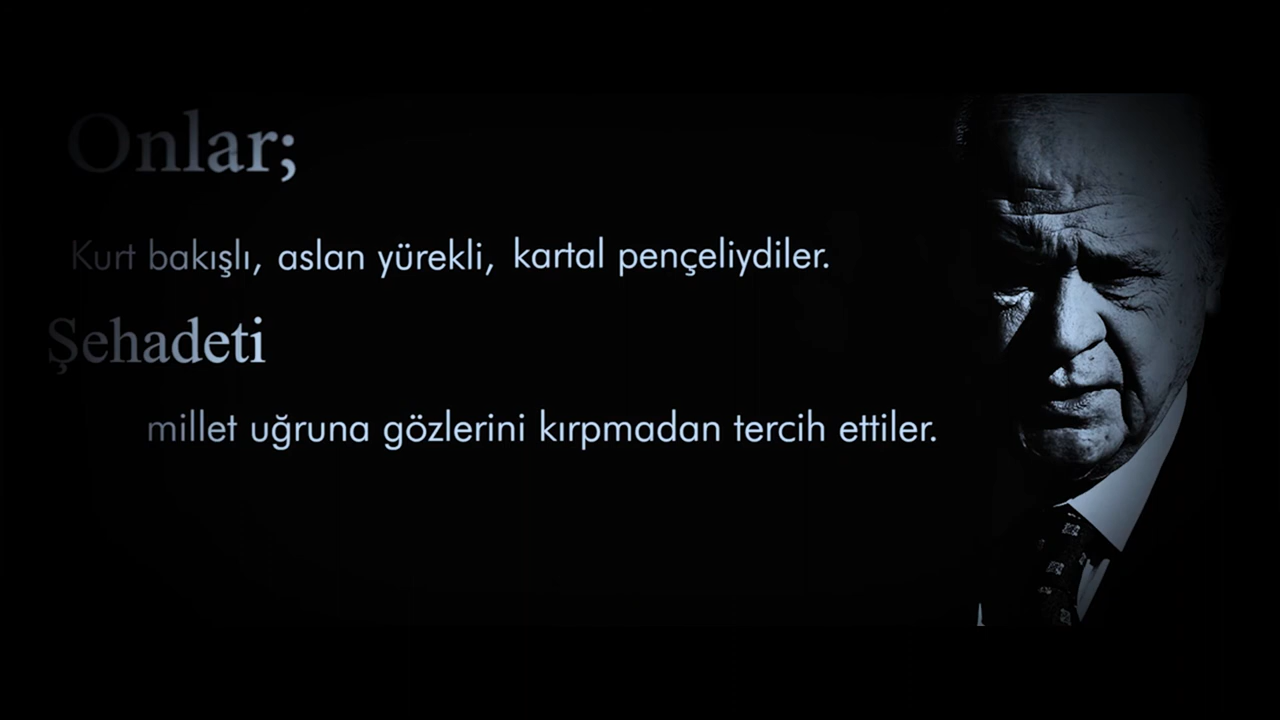 Onlar;
Kurt bakışlı, aslan yürekli, kartal pençeliydiler.
Şehadeti
millet uğruna gözlerini kırpmadan tercih ettiler.